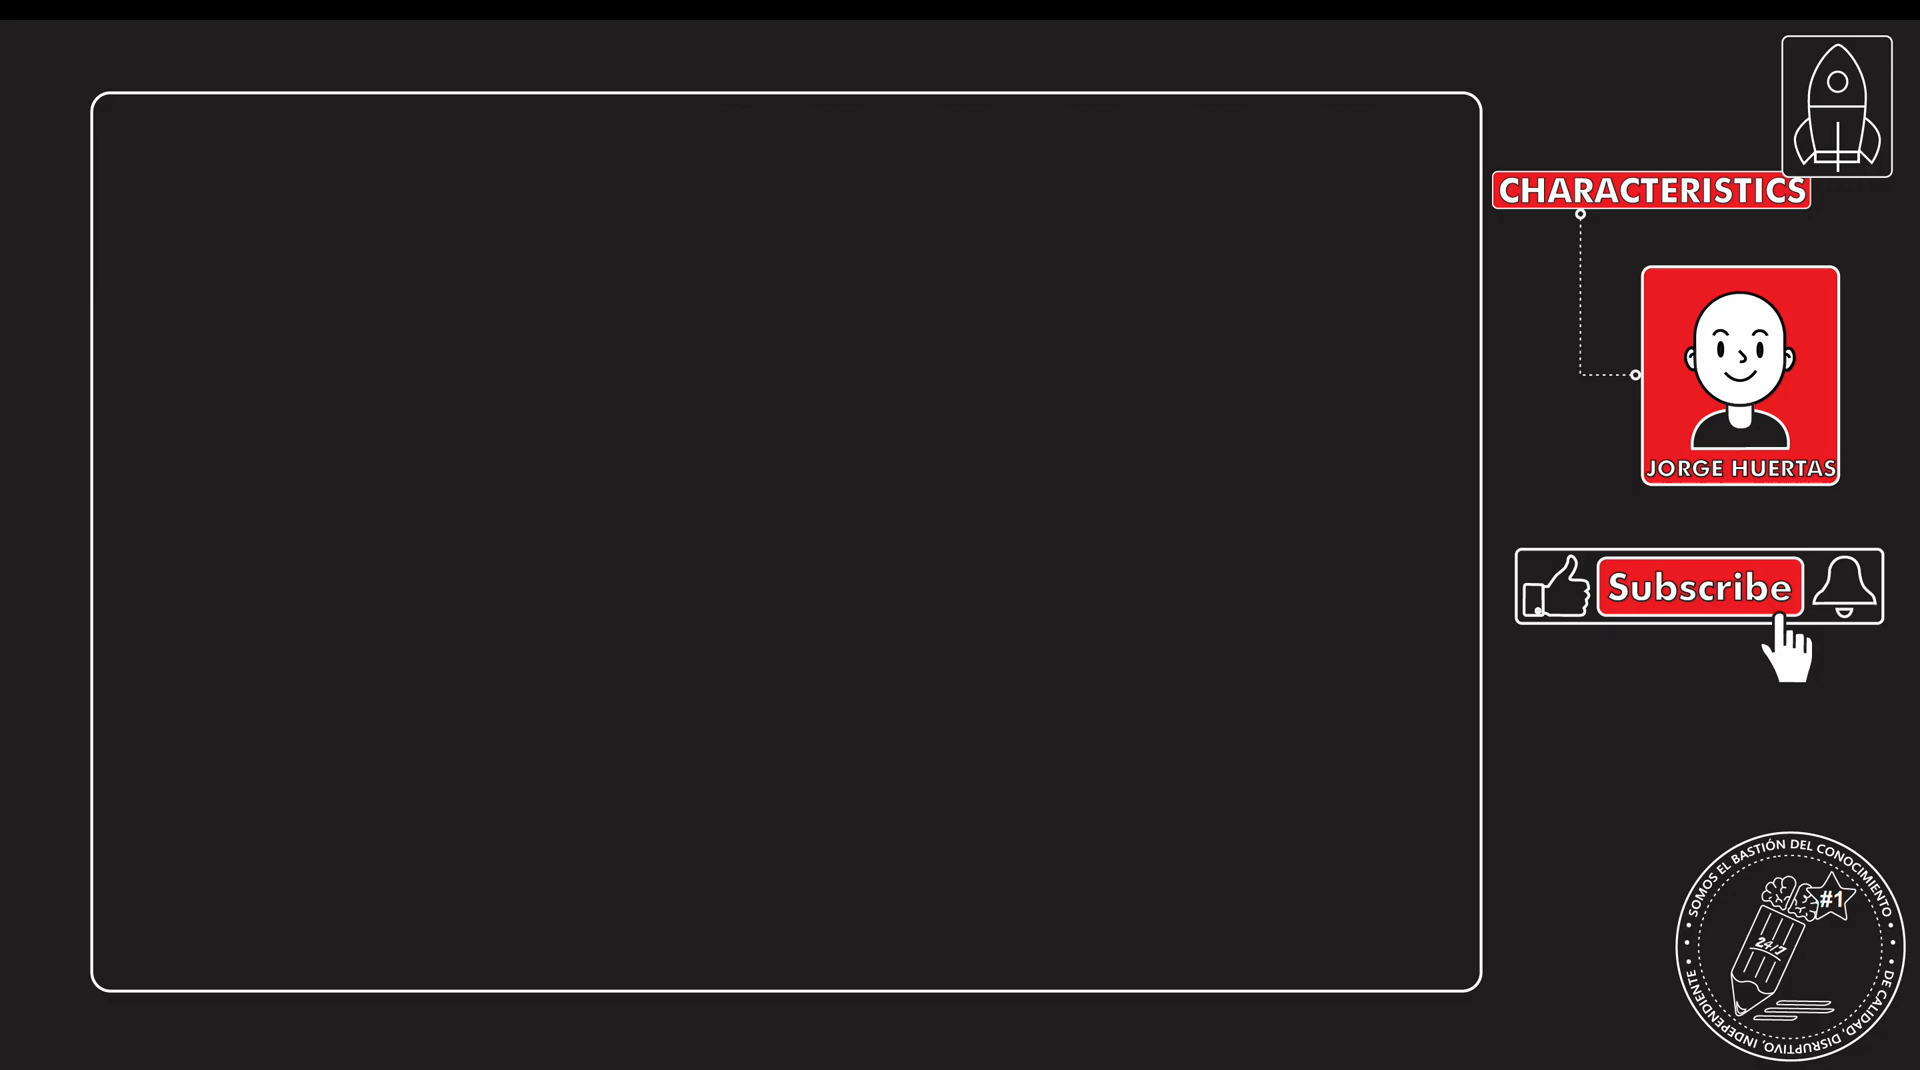 CHARACTERISTICS
JORGE HUERTAS
Subscribe
SOMOS EL BASTIÓN DEL CONOCIMIENTO
DE CALIDAD, DISRUPTIVO, INDEPENDIENTE
#1
24/7